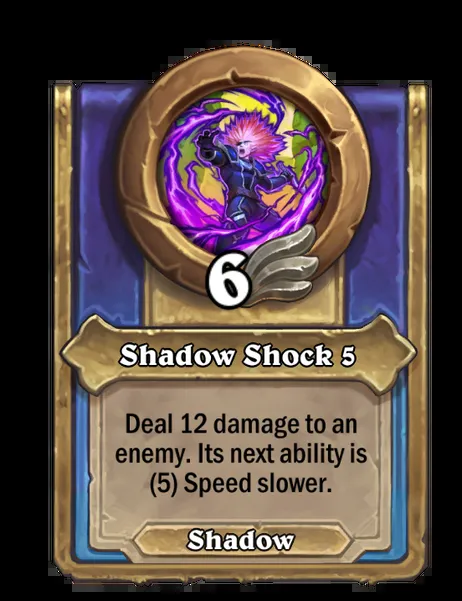 6
Shadow Shock 5
Deal 12 damage to an
enemy. Its next ability is
(5) Speed slower.
Shadow